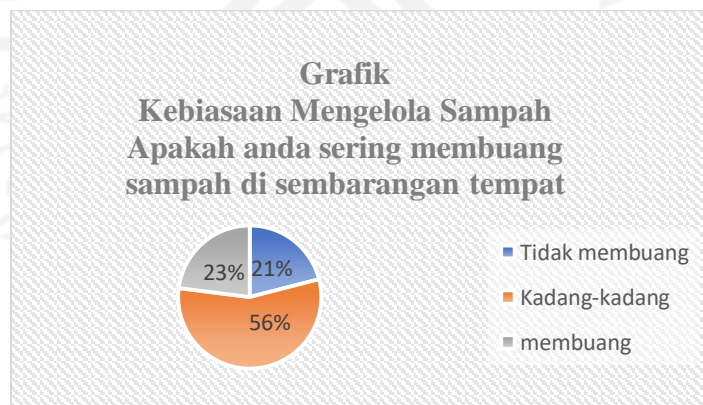 Grafik
Kebiasaan Mengelola Sampah
Apakah anda sering membuang
sampah di sembarangan tempat
23% 21%
56%
Tidak membuang
Kadang-kadang
membuang